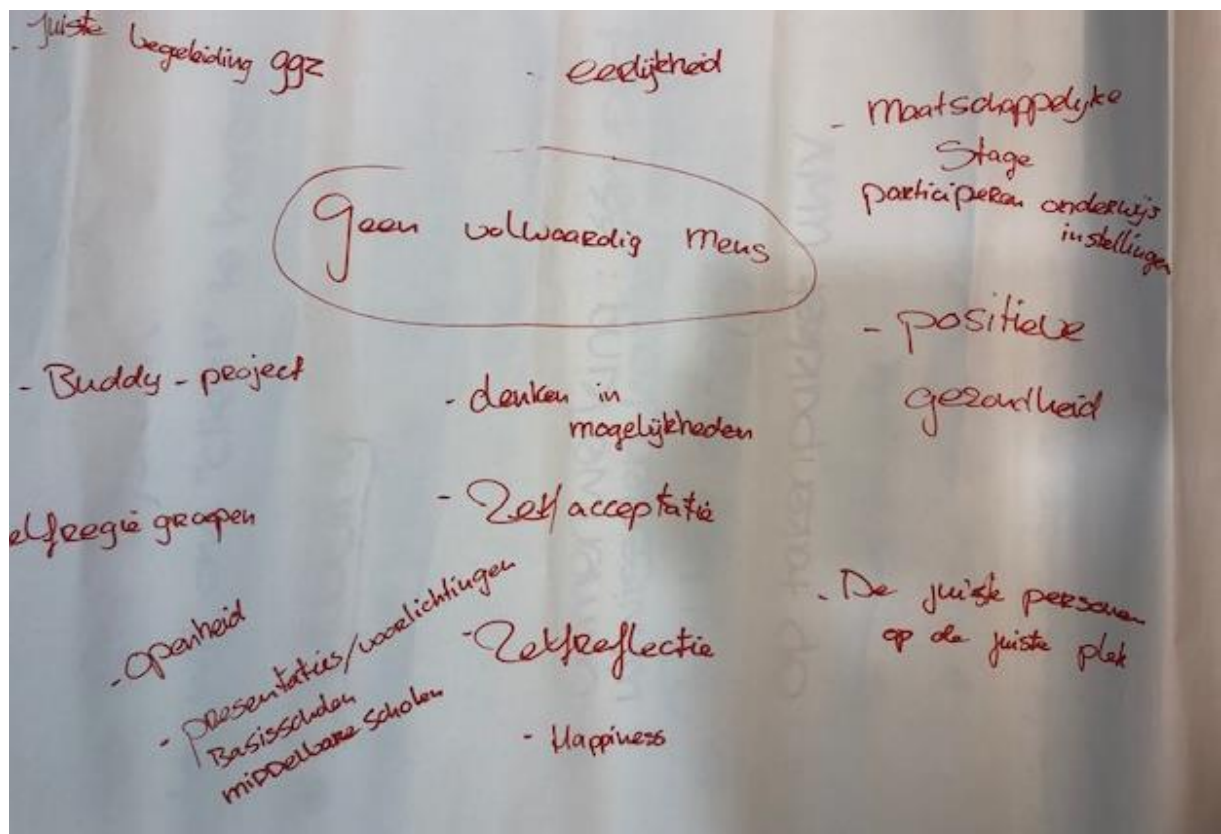 - Juiste begeleiding ggz
- eerlijkheid
- Maatschappelijke
Stage
participeren onderwijs
instellingen
Geen volwaardig Mens
- positieve
gezondheid
- Buddy - project
- denken in
mogelijkheden
elfregie groepen
- Zelfacceptatie
- openheid
- presentaties/voorlichtingen
Basisscholen
middelbare scholen
- Zelfreflectie
- De juiste personen
op de juiste plek
- Happiness